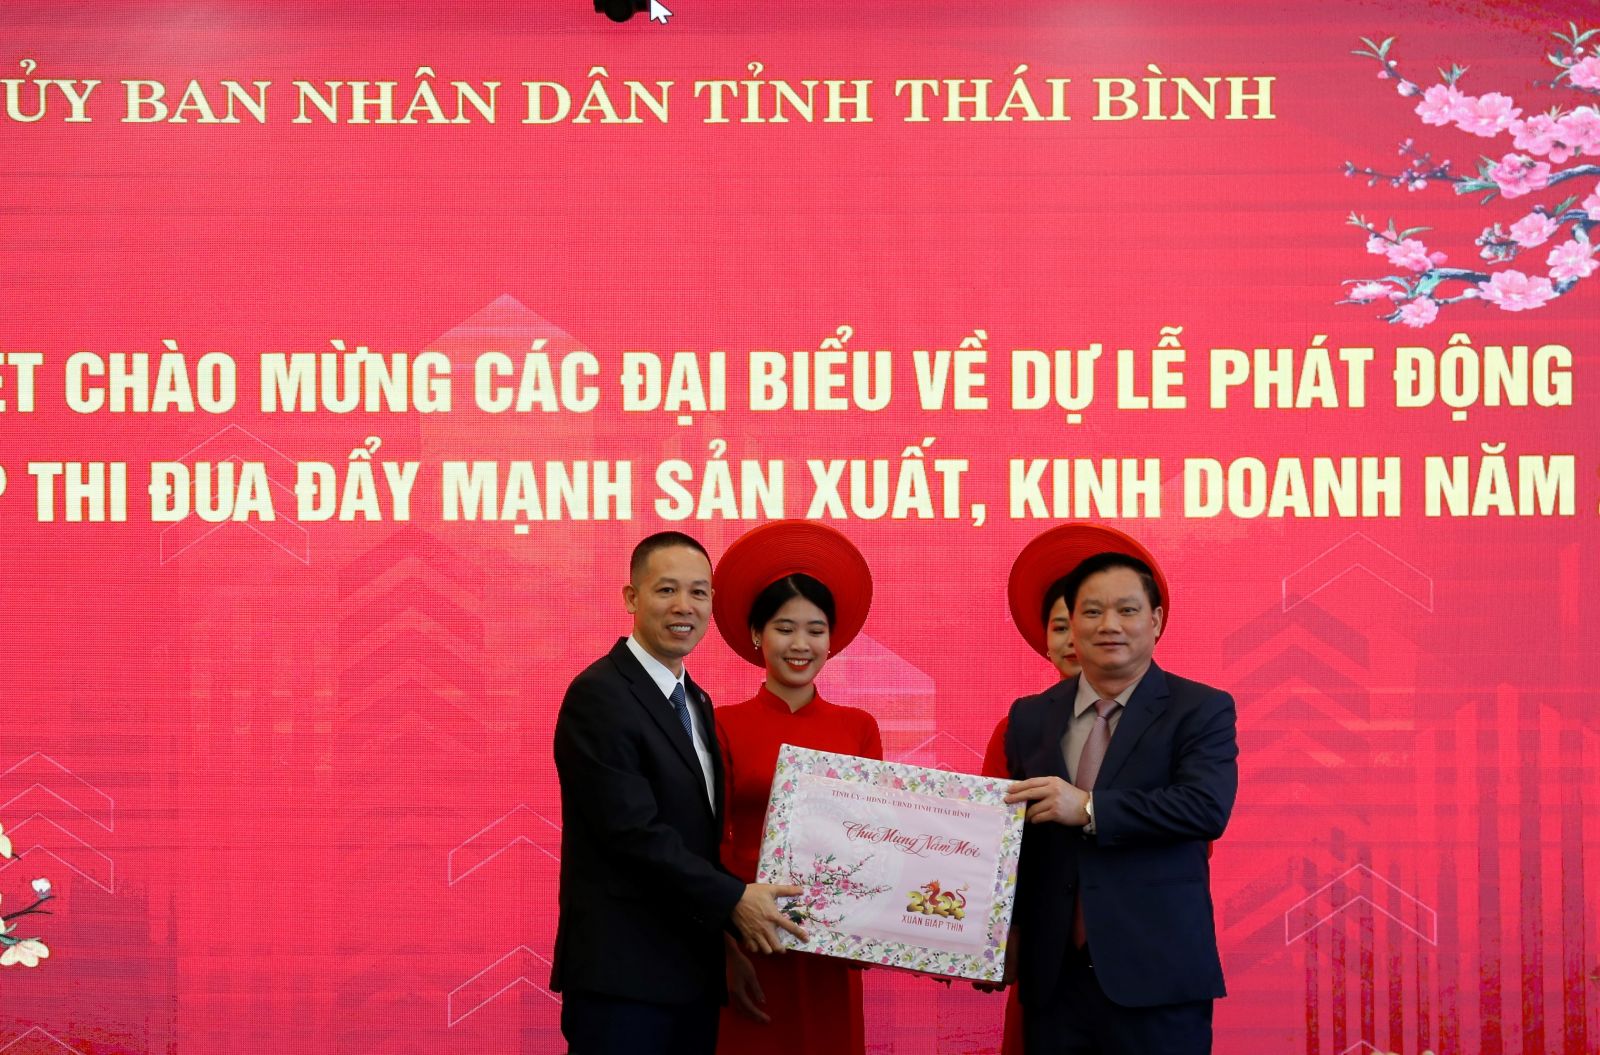 ỦY BAN NHÂN DÂN TỈNH THÁI BÌNH
CHÀO MỪNG CÁC ĐẠI BIỂU VỀ DỰ LỄ PHÁT ĐỘNG
THI ĐUA ĐẨY MẠNH SẢN XUẤT, KINH DOANH NĂM
TỈNH ỦY - HĐND - UBND TỈNH THÁI BÌNH
Chúc Mừng Năm Mới
2024
XUÂN GIÁP THÌN